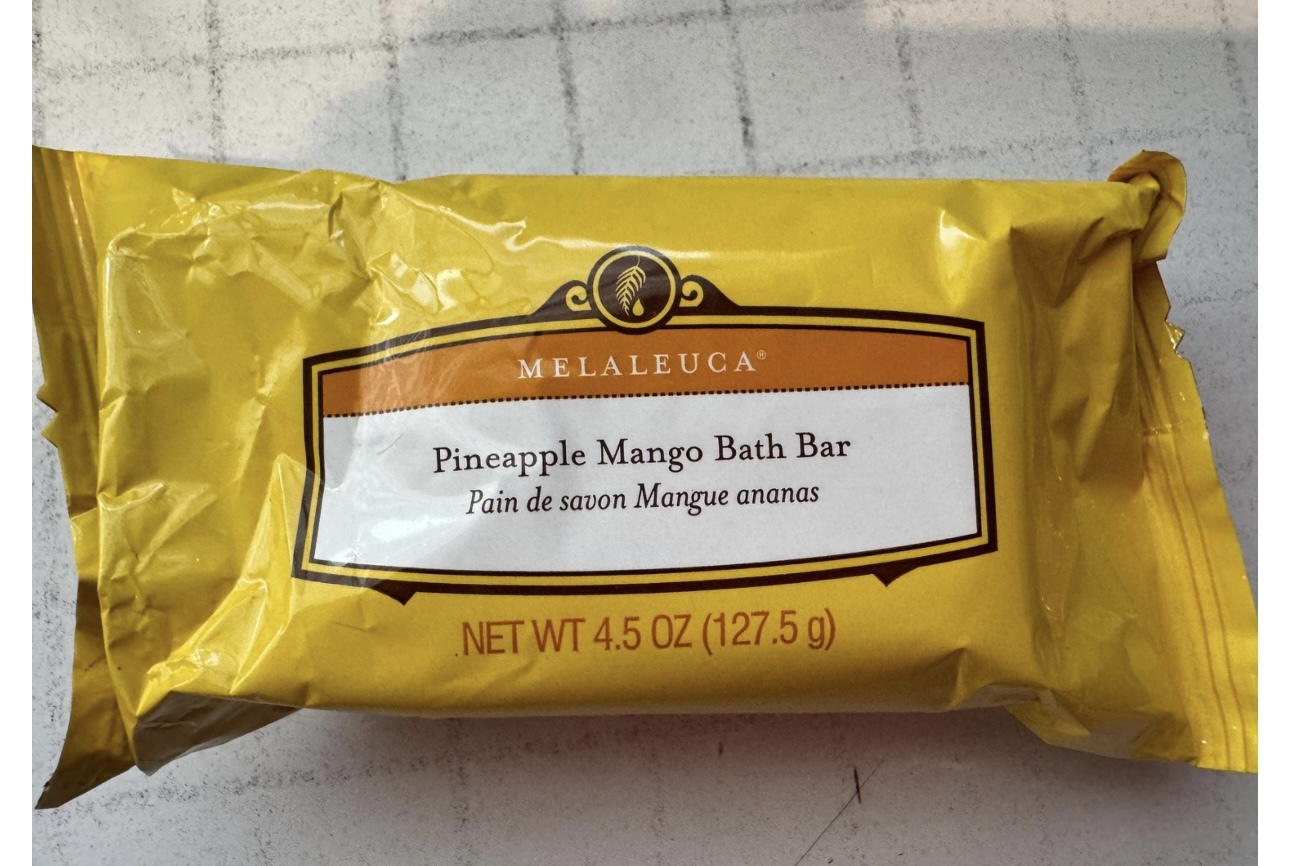 MELALEUCA®
Pineapple Mango Bath Bar
Pain de savon Mangue ananas
NET WT 4.5 OZ (127.5 g)